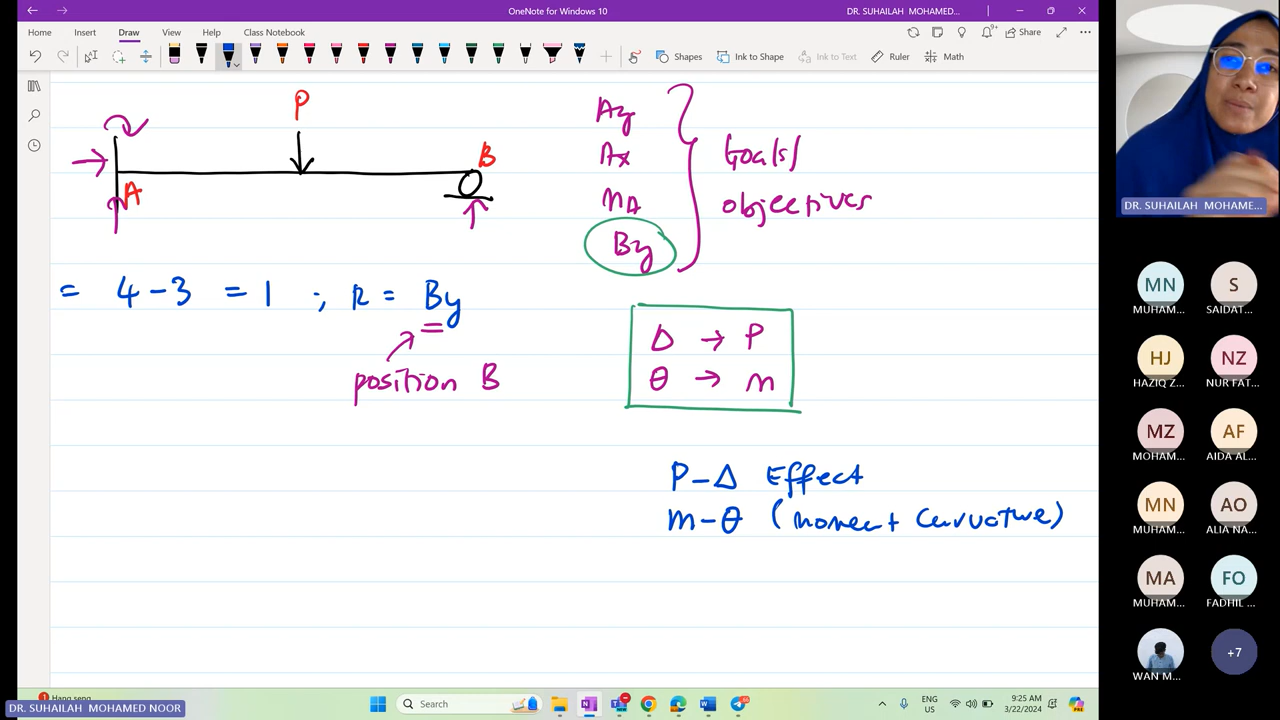 OneNote for Windows 10
DR. SUHAILAH MOHAMED...
Home Insert Draw View Help Class Notebook
Share
Shapes Ink to Shape Ink to Text Ruler Math
P
A
B
Ay
Ax
MA
By
Goals/
objectives
= 4 - 3 = 1 ; R = By
position B
Δ → P
θ → M
P - Δ Effect
M - θ (Moment Curvature)
DR. SUHAILAH MOHAME...
MN
MUHAM...
S
SAIDAT...
HJ
HAZIQ Z...
NZ
NUR FAT...
MZ
MOHAM...
AF
AIDA AL...
MN
MUHAM...
AO
ALIA NA...
MA
MUHAM...
FO
FADHIL ...
WAN M...
+7
1
Hang seng
DR. SUHAILAH MOHAMED NOOR
Search
ENG
US
9:25 AM
3/22/2024